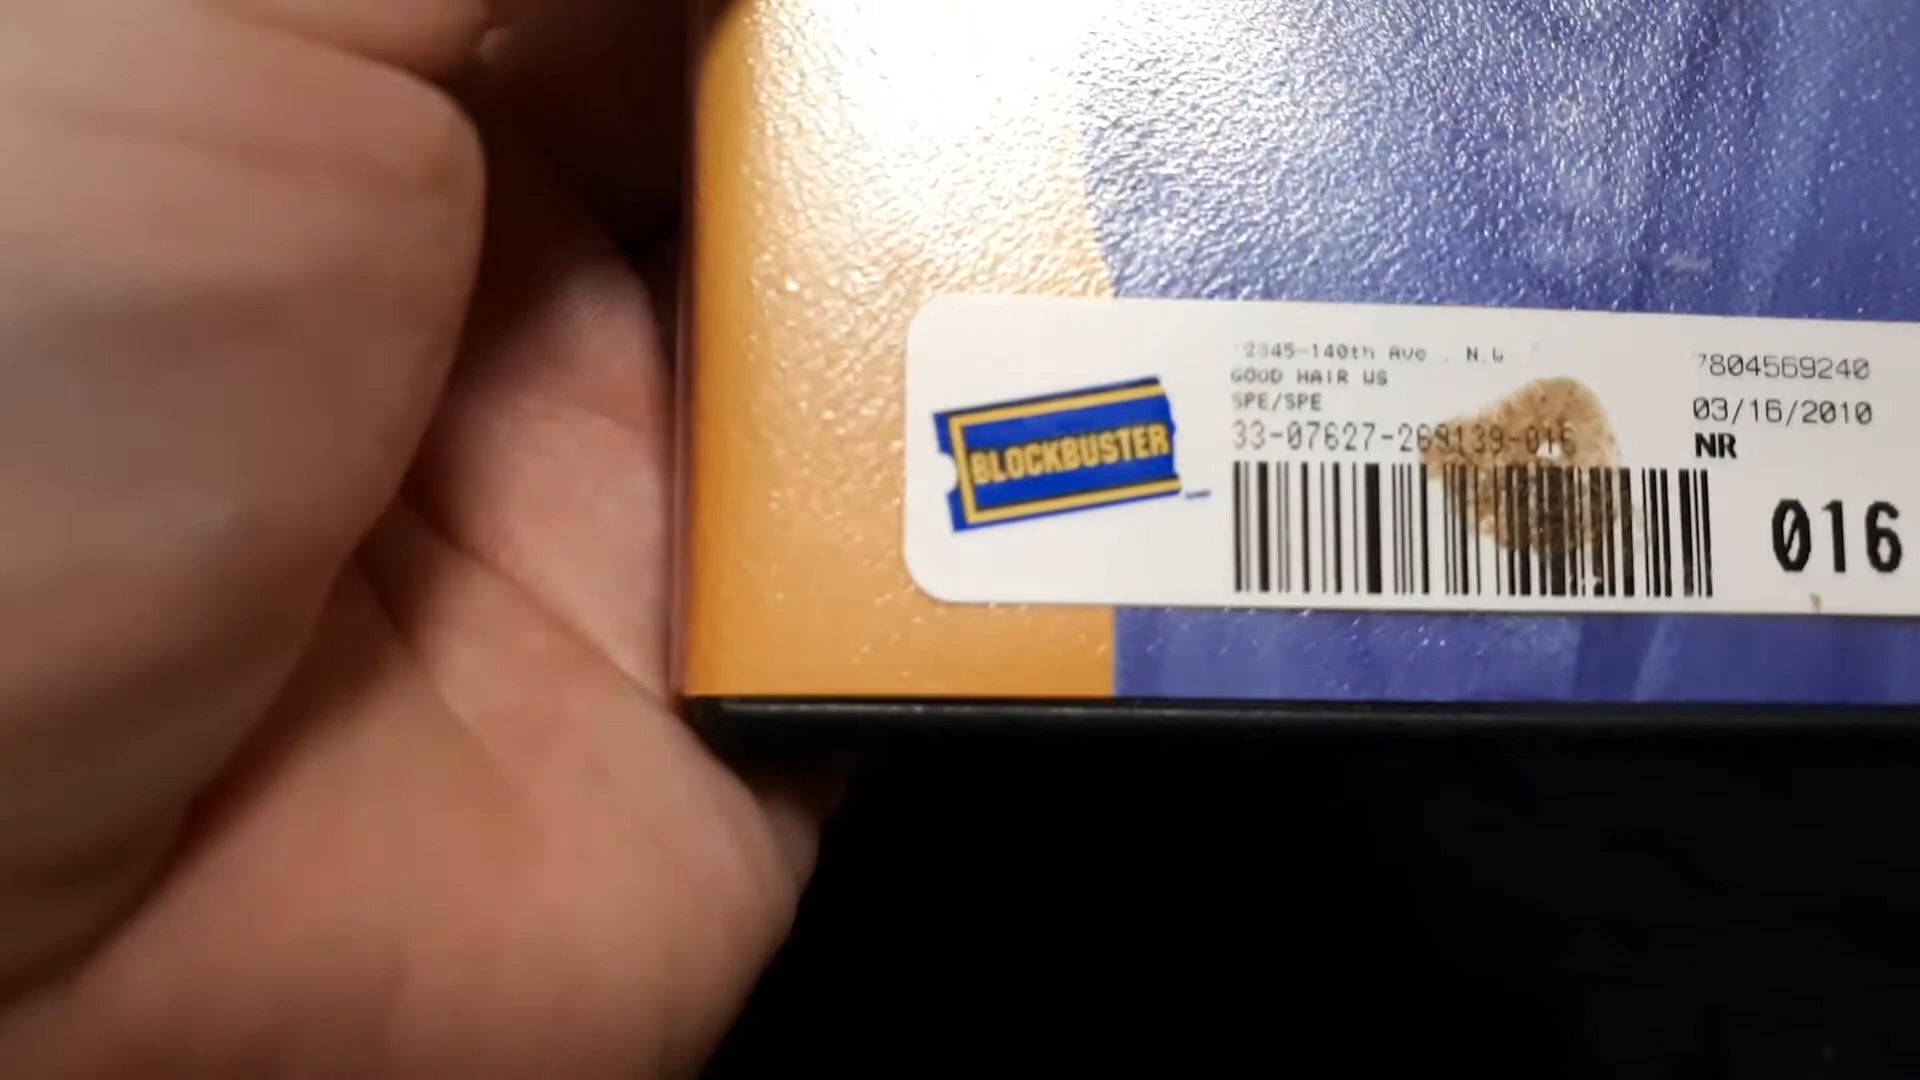 BLOCKBUSTER
2345-140th Ave . N.W
GOOD HAIR WS
SPE/SPE
33-07627-269139-016
7804569240
03/16/2010
NR
016